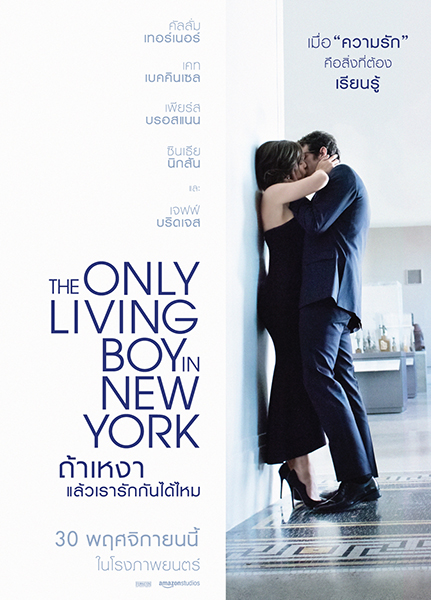 คัลลั่ม
เทอร์เนอร์
เคท
เบคคินเซล
เพียร์ส
บรอสแนน
ซินเธีย
นิกสัน
และ
เจฟฟ์
บริดเจส
เมื่อ “ความรัก”
คือสิ่งที่ต้อง
เรียนรู้
THE ONLY
LIVING
BOY IN
NEW
YORK
ถ้าเหงา
แล้วเรารักกันได้ไหม
30 พฤศจิกายนนี้
ในโรงภาพยนตร์
amazonstudios